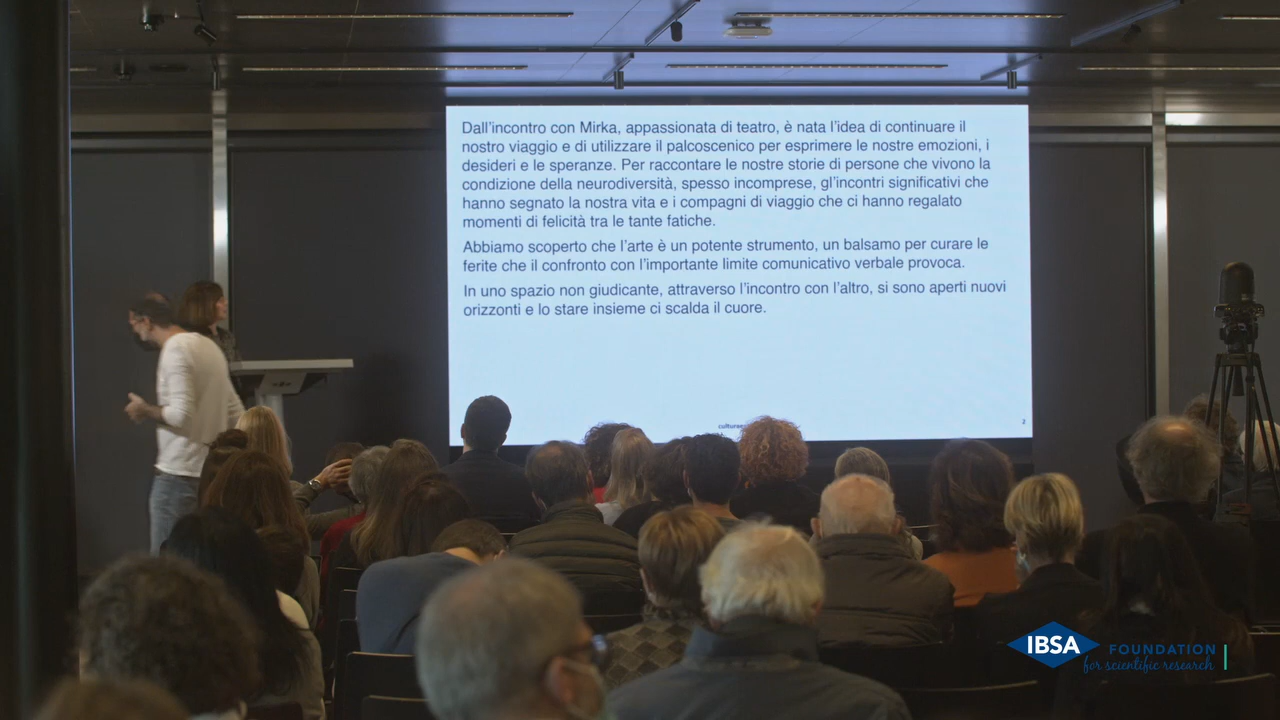 Dall'incontro con Mirka, appassionata di teatro, è nata l'idea di continuare il
nostro viaggio e di utilizzare il palcoscenico per esprimere le nostre emozioni, i
desideri e le speranze. Per raccontare le nostre storie di persone che vivono la
condizione della neurodiversità, spesso incomprese, gl'incontri significativi che
hanno segnato la nostra vita e i compagni di viaggio che ci hanno regalato
momenti di felicità tra le tante fatiche.
Abbiamo scoperto che l'arte è un potente strumento, un balsamo per curare le
ferite che il confronto con l'importante limite comunicativo verbale provoca.
In uno spazio non giudicante, attraverso l'incontro con l'altro, si sono aperti nuovi
orizzonti e lo stare insieme ci scalda il cuore.
2
IBSA FOUNDATION
for scientific research